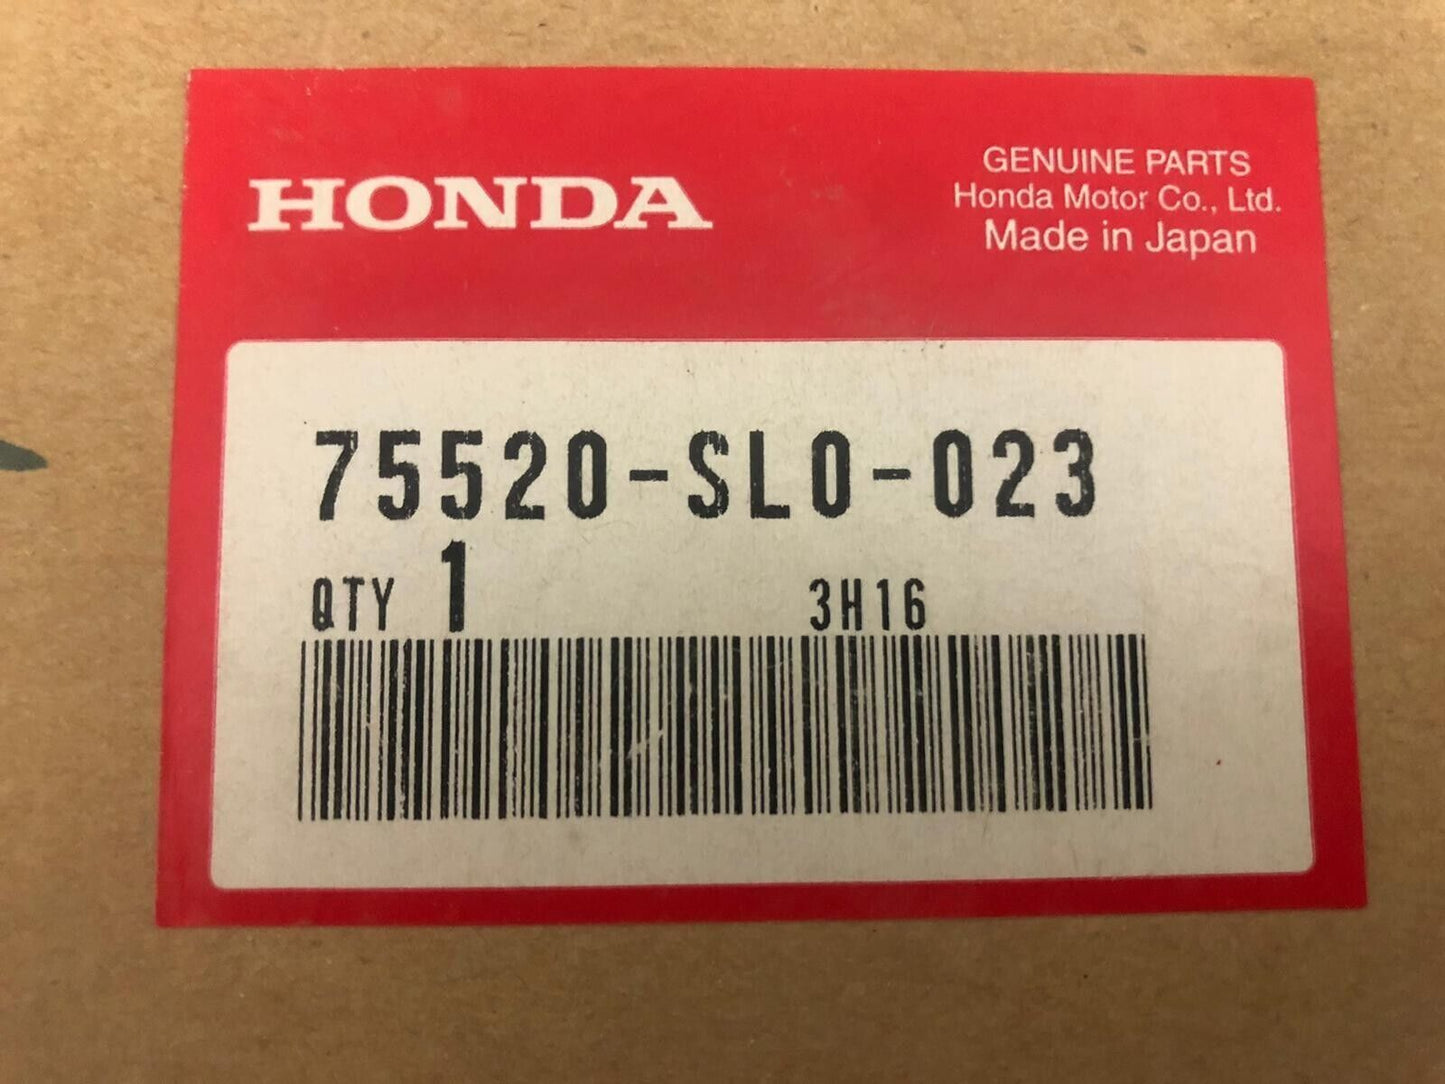 HONDA
GENUINE PARTS
Honda Motor Co., Ltd.
Made in Japan
75520-SL0-023
QTY 1 3H16